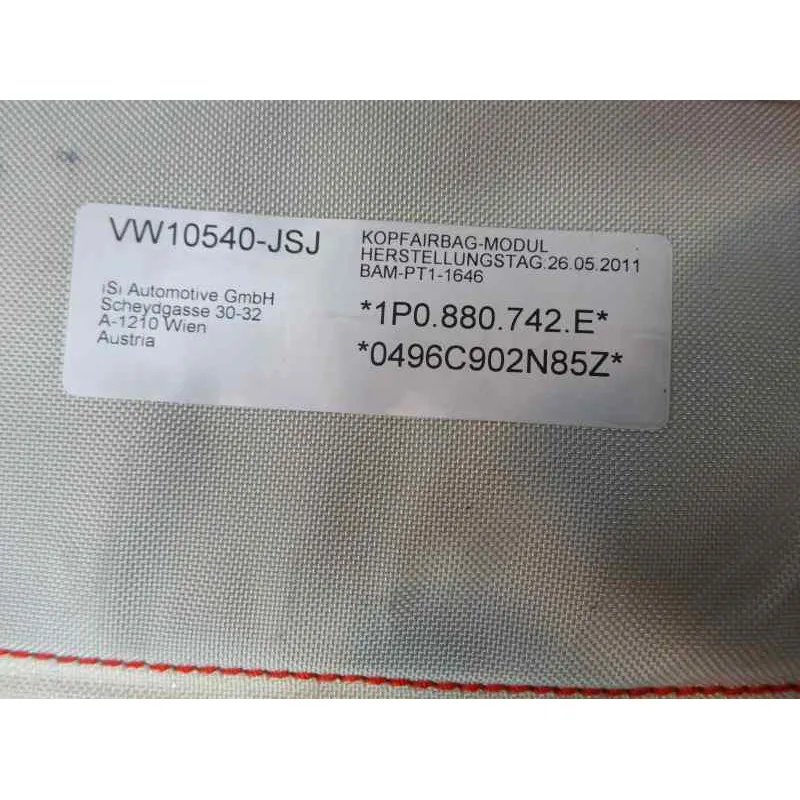 VW10540-JSJ
iSi Automotive GmbH
Scheydgasse 30-32
A-1210 Wien
Austria
KOPFAIRBAG-MODUL
HERSTELLUNGSTAG:26.05.2011
BAM-PT1-1646
*1P0.880.742.E*
*0496C902N85Z*